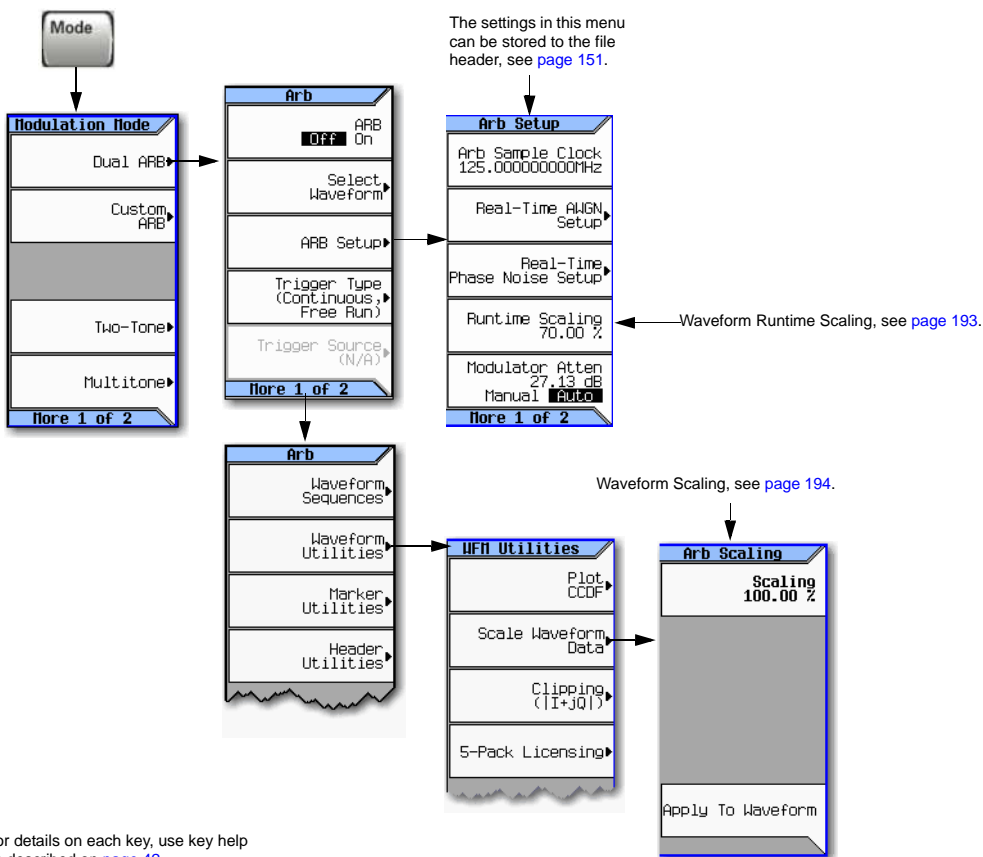 Mode
The settings in this menu
can be stored to the file
header, see page 151.
Modulation Mode
Dual ARB
Custom
ARB
Two-Tone
Multitone
More 1 of 2
Arb
ARB
Off On
Select
Waveform
ARB Setup
Trigger Type
(Continuous,
Free Run)
Trigger Source
(N/A)
More 1 of 2
Arb Setup
Arb Sample Clock
125.000000000MHz
Real-Time AWGN
Setup
Real-Time
Phase Noise Setup
Runtime Scaling
70.00 %
Modulator Atten
27.13 dB
Manual Auto
More 1 of 2
Waveform Runtime Scaling, see page 193.
Arb
Waveform
Sequences
Waveform
Utilities
Marker
Utilities
Header
Utilities
WFM Utilities
Plot
CCDF
Scale Waveform
Data
Clipping
(|I+jQ|)
5-Pack Licensing
Waveform Scaling, see page 194.
Arb Scaling
Scaling
100.00 %
Apply To Waveform
or details on each key, use key help
described on page 42